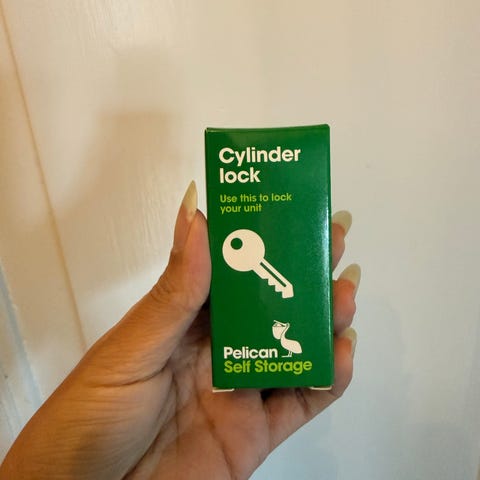 Cylinder
lock
Use this to lock
your unit
Pelican
Self Storage